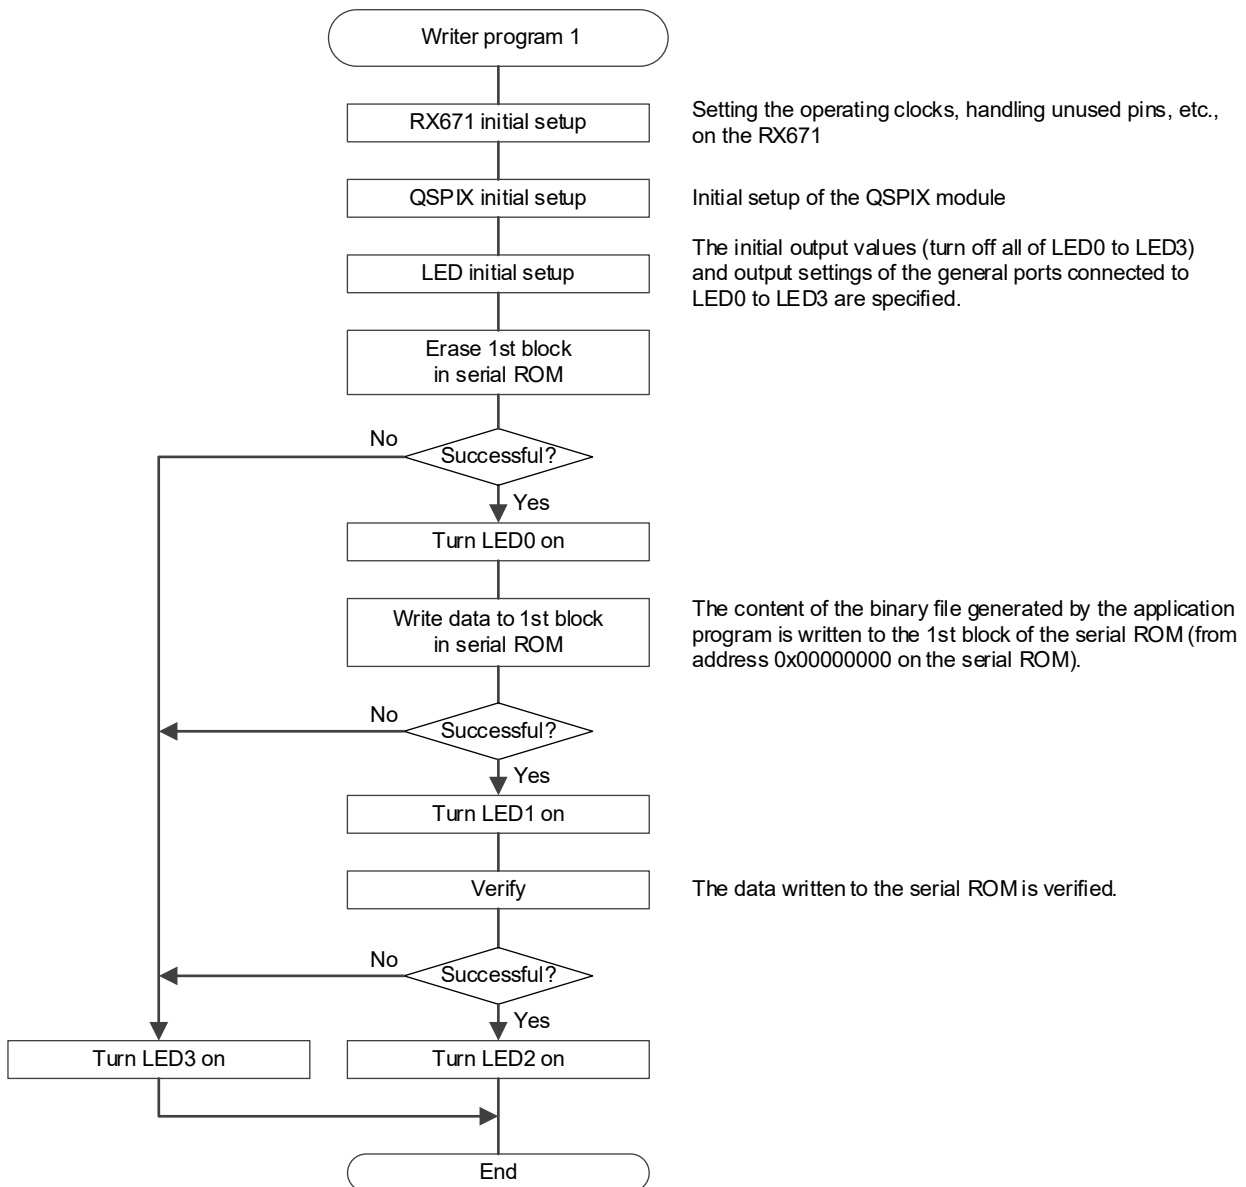 Writer program 1
RX671 initial setup
Setting the operating clocks, handling unused pins, etc.,
on the RX671
QSPIX initial setup
Initial setup of the QSPIX module
LED initial setup
The initial output values (turn off all of LED0 to LED3)
and output settings of the general ports connected to
LED0 to LED3 are specified.
Erase 1st block
in serial ROM
No
Successful?
Yes
Turn LED0 on
Write data to 1st block
in serial ROM
The content of the binary file generated by the application
program is written to the 1st block of the serial ROM (from
address 0x00000000 on the serial ROM).
No
Successful?
Yes
Turn LED1 on
Verify
The data written to the serial ROM is verified.
No
Successful?
Yes
Turn LED3 on
Turn LED2 on
End